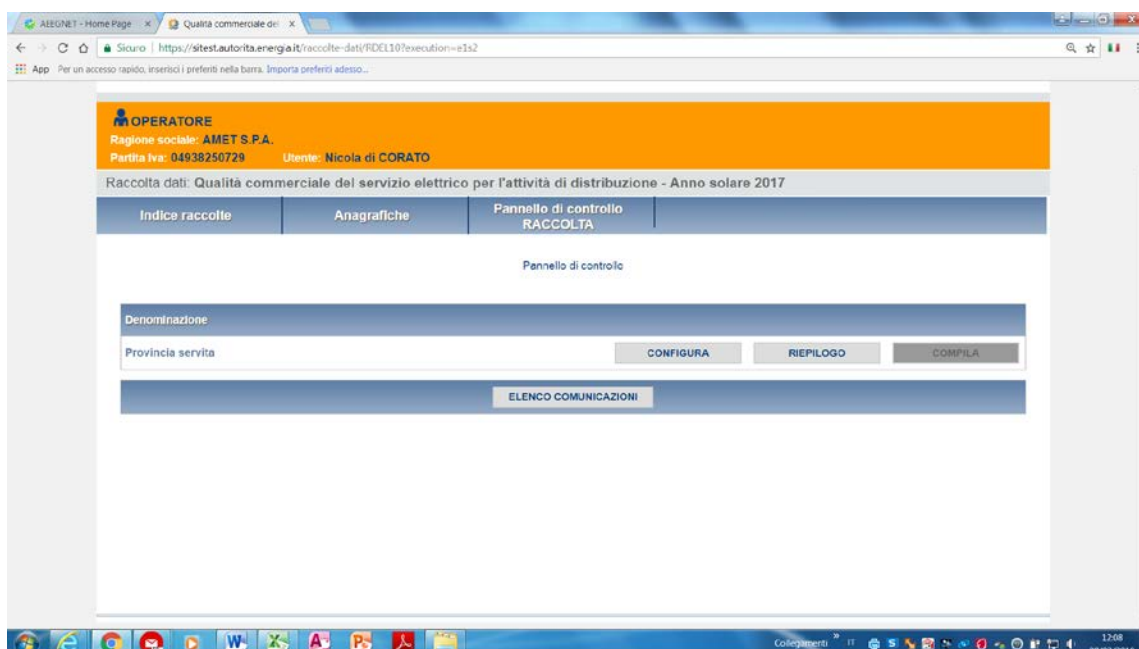 AEEGNET - Home Page
Qualità commerciale del
Sicuro | https://sitest.autorita.energia.it/raccolte-dati/RDEL10?execution=e1s2
App Per un accesso rapido, inserisci i preferiti nella barra. Importa preferiti adesso...
OPERATORE
Ragione sociale: AMET S.P.A.
Partita Iva: 04938250729 Utente: Nicola di CORATO
Raccolta dati: Qualità commerciale del servizio elettrico per l'attività di distribuzione - Anno solare 2017
Indice raccolte Anagrafiche Pannello di controllo
RACCOLTA
Pannello di controllo
Denominazione
Provincia servita CONFIGURA RIEPILOGO COMPILA
ELENCO COMUNICAZIONI
Collegamenti IT 12:08